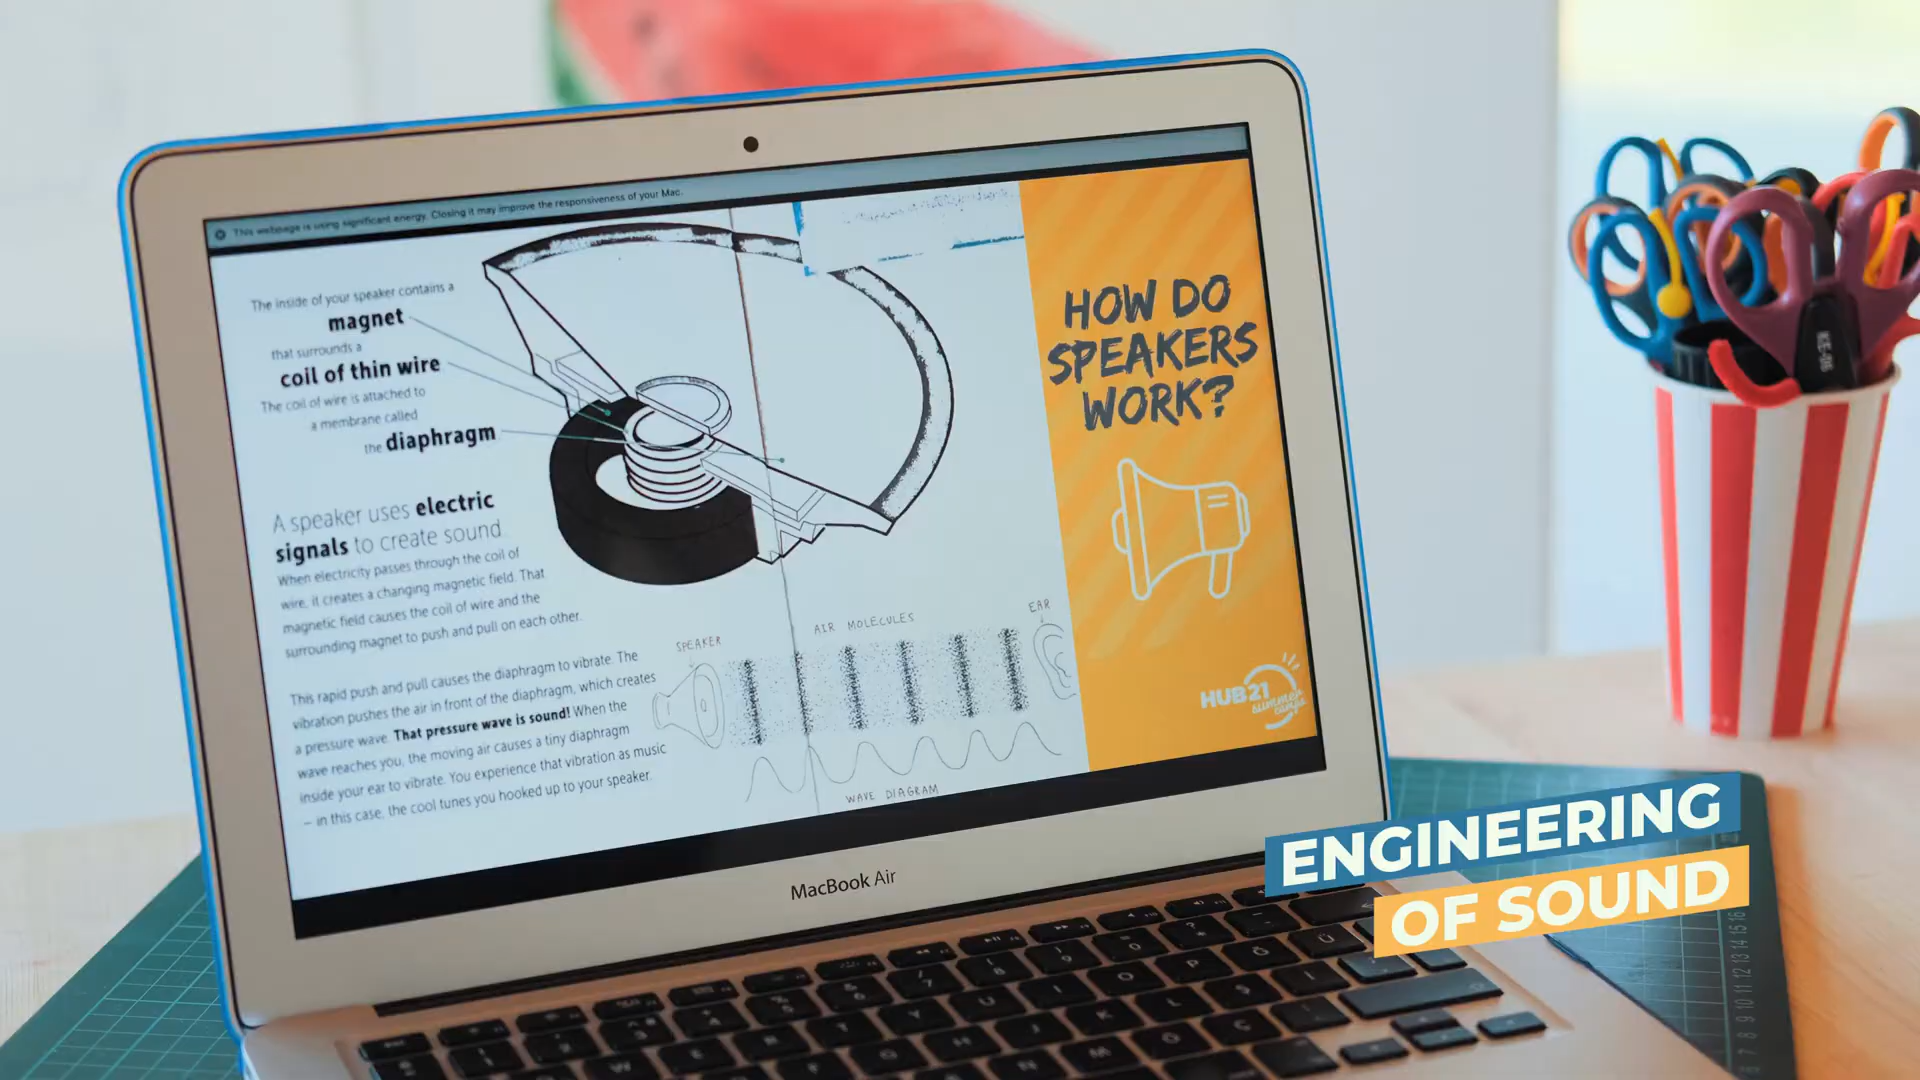 This webpage is using significant energy. Closing it may improve the responsiveness of your Mac.
The inside of your speaker contains a
magnet
that surrounds a
coil of thin wire
The coil of wire is attached to
a membrane called
the diaphragm
A speaker uses electric
signals to create sound.
When electricity passes through the coil of
wire, it creates a changing magnetic field. That
magnetic field causes the coil of wire and the
surrounding magnet to push and pull on each other.
This rapid push and pull causes the diaphragm to vibrate. The
vibration pushes the air in front of the diaphragm, which creates
a pressure wave. That pressure wave is sound! When the
wave reaches you, the moving air causes a tiny diaphragm
inside your ear to vibrate. You experience that vibration as music
– in this case, the cool tunes you hooked up to your speaker.
SPEAKER
AIR MOLECULES
EAR
WAVE DIAGRAM
HOW DO
SPEAKERS
WORK?
HUB21
summer
camps
MacBook Air
ENGINEERING
OF SOUND